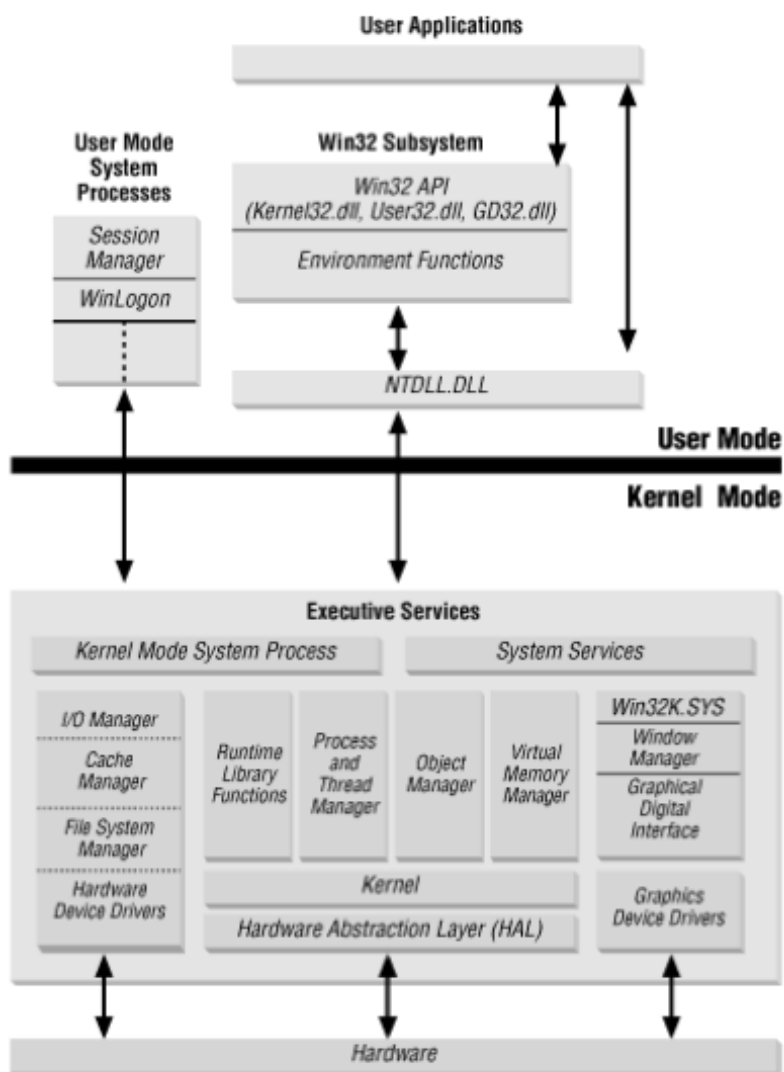 User Applications
User Mode
System
Processes
Win32 Subsystem
Session
Manager
WinLogon
Win32 API
(Kernel32.dll, User32.dll, GD32.dll)
Environment Functions
NTDLL.DLL
User Mode
Kernel Mode
Executive Services
Kernel Mode System Process
System Services
I/O Manager
Cache
Manager
File System
Manager
Hardware
Device Drivers
Runtime
Library
Functions
Process
and
Thread
Manager
Object
Manager
Virtual
Memory
Manager
Win32K.SYS
Window
Manager
Graphical
Digital
Interface
Kernel
Hardware Abstraction Layer (HAL)
Graphics
Device Drivers
Hardware